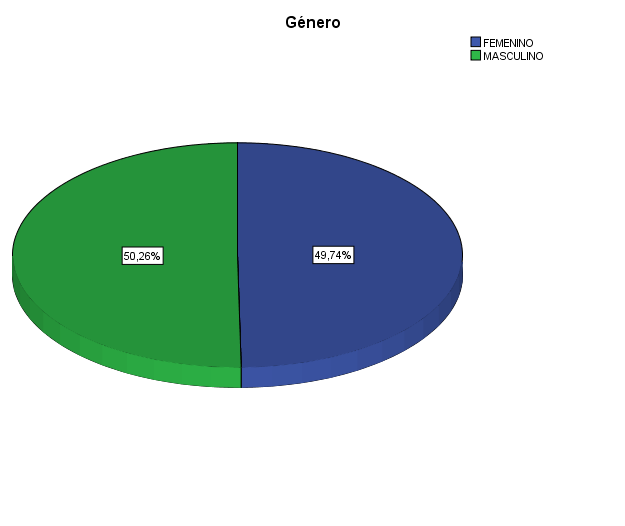 Género
FEMENINO
MASCULINO
50,26%
49,74%